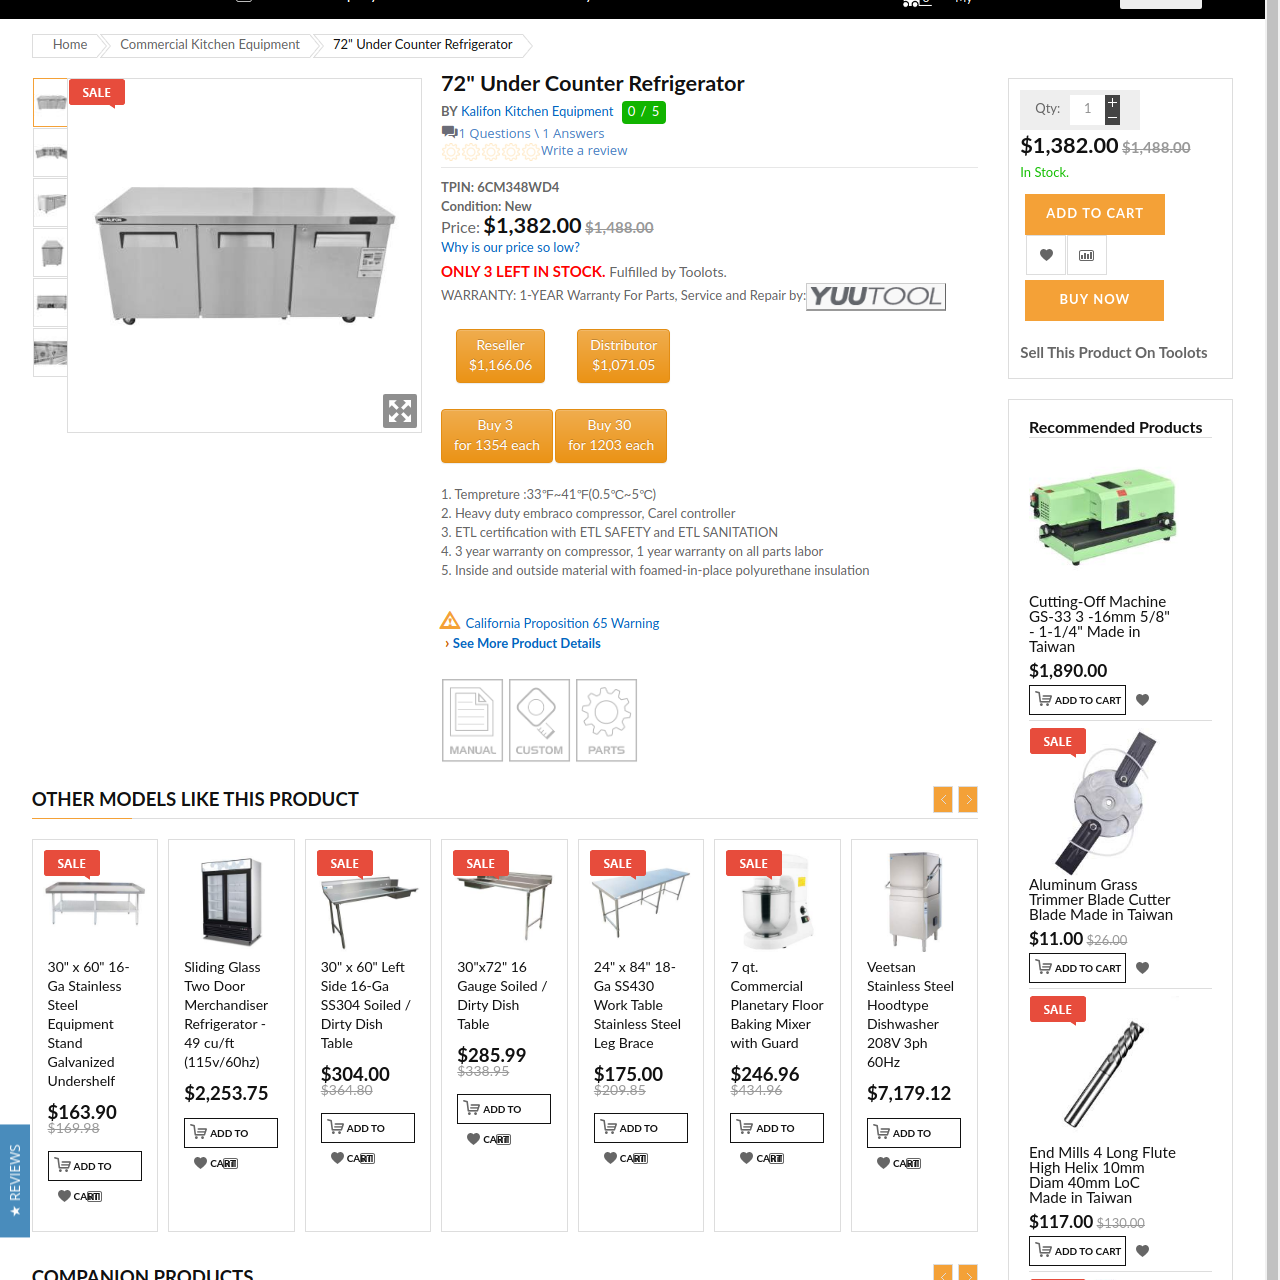 Home
Commercial Kitchen Equipment
72" Under Counter Refrigerator
SALE
KALIFON
72" Under Counter Refrigerator
BY Kalifon Kitchen Equipment 0 / 5
1 Questions \ 1 Answers
Write a review
TPIN: 6CM348WD4
Condition: New
Price: $1,382.00 $1,488.00
Why is our price so low?
ONLY 3 LEFT IN STOCK. Fulfilled by Toolots.
WARRANTY: 1-YEAR Warranty For Parts, Service and Repair by: YUUTOOL
Reseller
$1,166.06
Distributor
$1,071.05
Buy 3
for 1354 each
Buy 30
for 1203 each
1. Tempreture :33°F~41°F(0.5℃~5℃)
2. Heavy duty embraco compressor, Carel controller
3. ETL certification with ETL SAFETY and ETL SANITATION
4. 3 year warranty on compressor, 1 year warranty on all parts labor
5. Inside and outside material with foamed-in-place polyurethane insulation
California Proposition 65 Warning
› See More Product Details
MANUAL
CUSTOM
PARTS
Qty: 1
$1,382.00 $1,488.00
In Stock.
ADD TO CART
BUY NOW
Sell This Product On Toolots
Recommended Products
Cutting-Off Machine
GS-33 3 -16mm 5/8"
- 1-1/4" Made in
Taiwan
$1,890.00
ADD TO CART
SALE
Aluminum Grass
Trimmer Blade Cutter
Blade Made in Taiwan
$11.00 $26.00
ADD TO CART
SALE
End Mills 4 Long Flute
High Helix 10mm
Diam 40mm LoC
Made in Taiwan
$117.00 $130.00
ADD TO CART
OTHER MODELS LIKE THIS PRODUCT
SALE
30" x 60" 16-
Ga Stainless
Steel
Equipment
Stand
Galvanized
Undershelf
$163.90
$169.98
ADD TO
CART
Sliding Glass
Two Door
Merchandiser
Refrigerator -
49 cu/ft
(115v/60hz)
$2,253.75
ADD TO
CART
SALE
30" x 60" Left
Side 16-Ga
SS304 Soiled /
Dirty Dish
Table
$304.00
$364.80
ADD TO
CART
SALE
30"x72" 16
Gauge Soiled /
Dirty Dish
Table
$285.99
$338.95
ADD TO
CART
SALE
24" x 84" 18-
Ga SS430
Work Table
Stainless Steel
Leg Brace
$175.00
$209.85
ADD TO
CART
SALE
7 qt.
Commercial
Planetary Floor
Baking Mixer
with Guard
$246.96
$434.96
ADD TO
CART
Veetsan
Stainless Steel
Hoodtype
Dishwasher
208V 3ph
60Hz
$7,179.12
ADD TO
CART
★ REVIEWS
COMPANION PRODUCTS